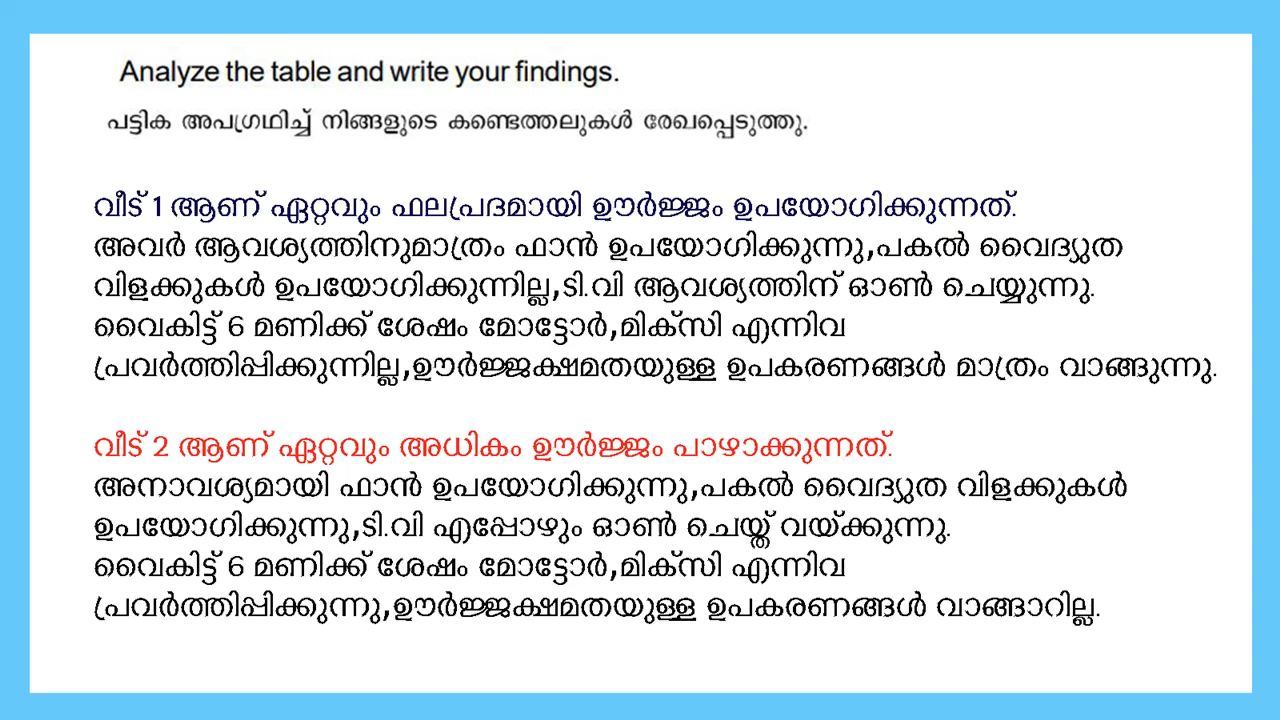 Analyze the table and write your findings.
പട്ടിക അപഗ്രഥിച്ച് നിങ്ങളുടെ കണ്ടെത്തലുകൾ രേഖപ്പെടുത്തു.
വീട് 1 ആണ് ഏറ്റവും ഫലപ്രദമായി ഊർജ്ജം ഉപയോഗിക്കുന്നത്.
അവർ ആവശ്യത്തിനുമാത്രം ഫാൻ ഉപയോഗിക്കുന്നു,പകൽ വൈദ്യുത
വിളക്കുകൾ ഉപയോഗിക്കുന്നില്ല,ടി.വി ആവശ്യത്തിന് ഓൺ ചെയ്യുന്നു.
വൈകിട്ട് 6 മണിക്ക് ശേഷം മോട്ടോർ,മിക്സി എന്നിവ
പ്രവർത്തിപ്പിക്കുന്നില്ല,ഊർജ്ജക്ഷമതയുള്ള ഉപകരണങ്ങൾ മാത്രം വാങ്ങുന്നു.
വീട് 2 ആണ് ഏറ്റവും അധികം ഊർജ്ജം പാഴാക്കുന്നത്.
അനാവശ്യമായി ഫാൻ ഉപയോഗിക്കുന്നു,പകൽ വൈദ്യുത വിളക്കുകൾ
ഉപയോഗിക്കുന്നു,ടി.വി എപ്പോഴും ഓൺ ചെയ്ത് വയ്ക്കുന്നു.
വൈകിട്ട് 6 മണിക്ക് ശേഷം മോട്ടോർ,മിക്സി എന്നിവ
പ്രവർത്തിപ്പിക്കുന്നു,ഊർജ്ജക്ഷമതയുള്ള ഉപകരണങ്ങൾ വാങ്ങാറില്ല.